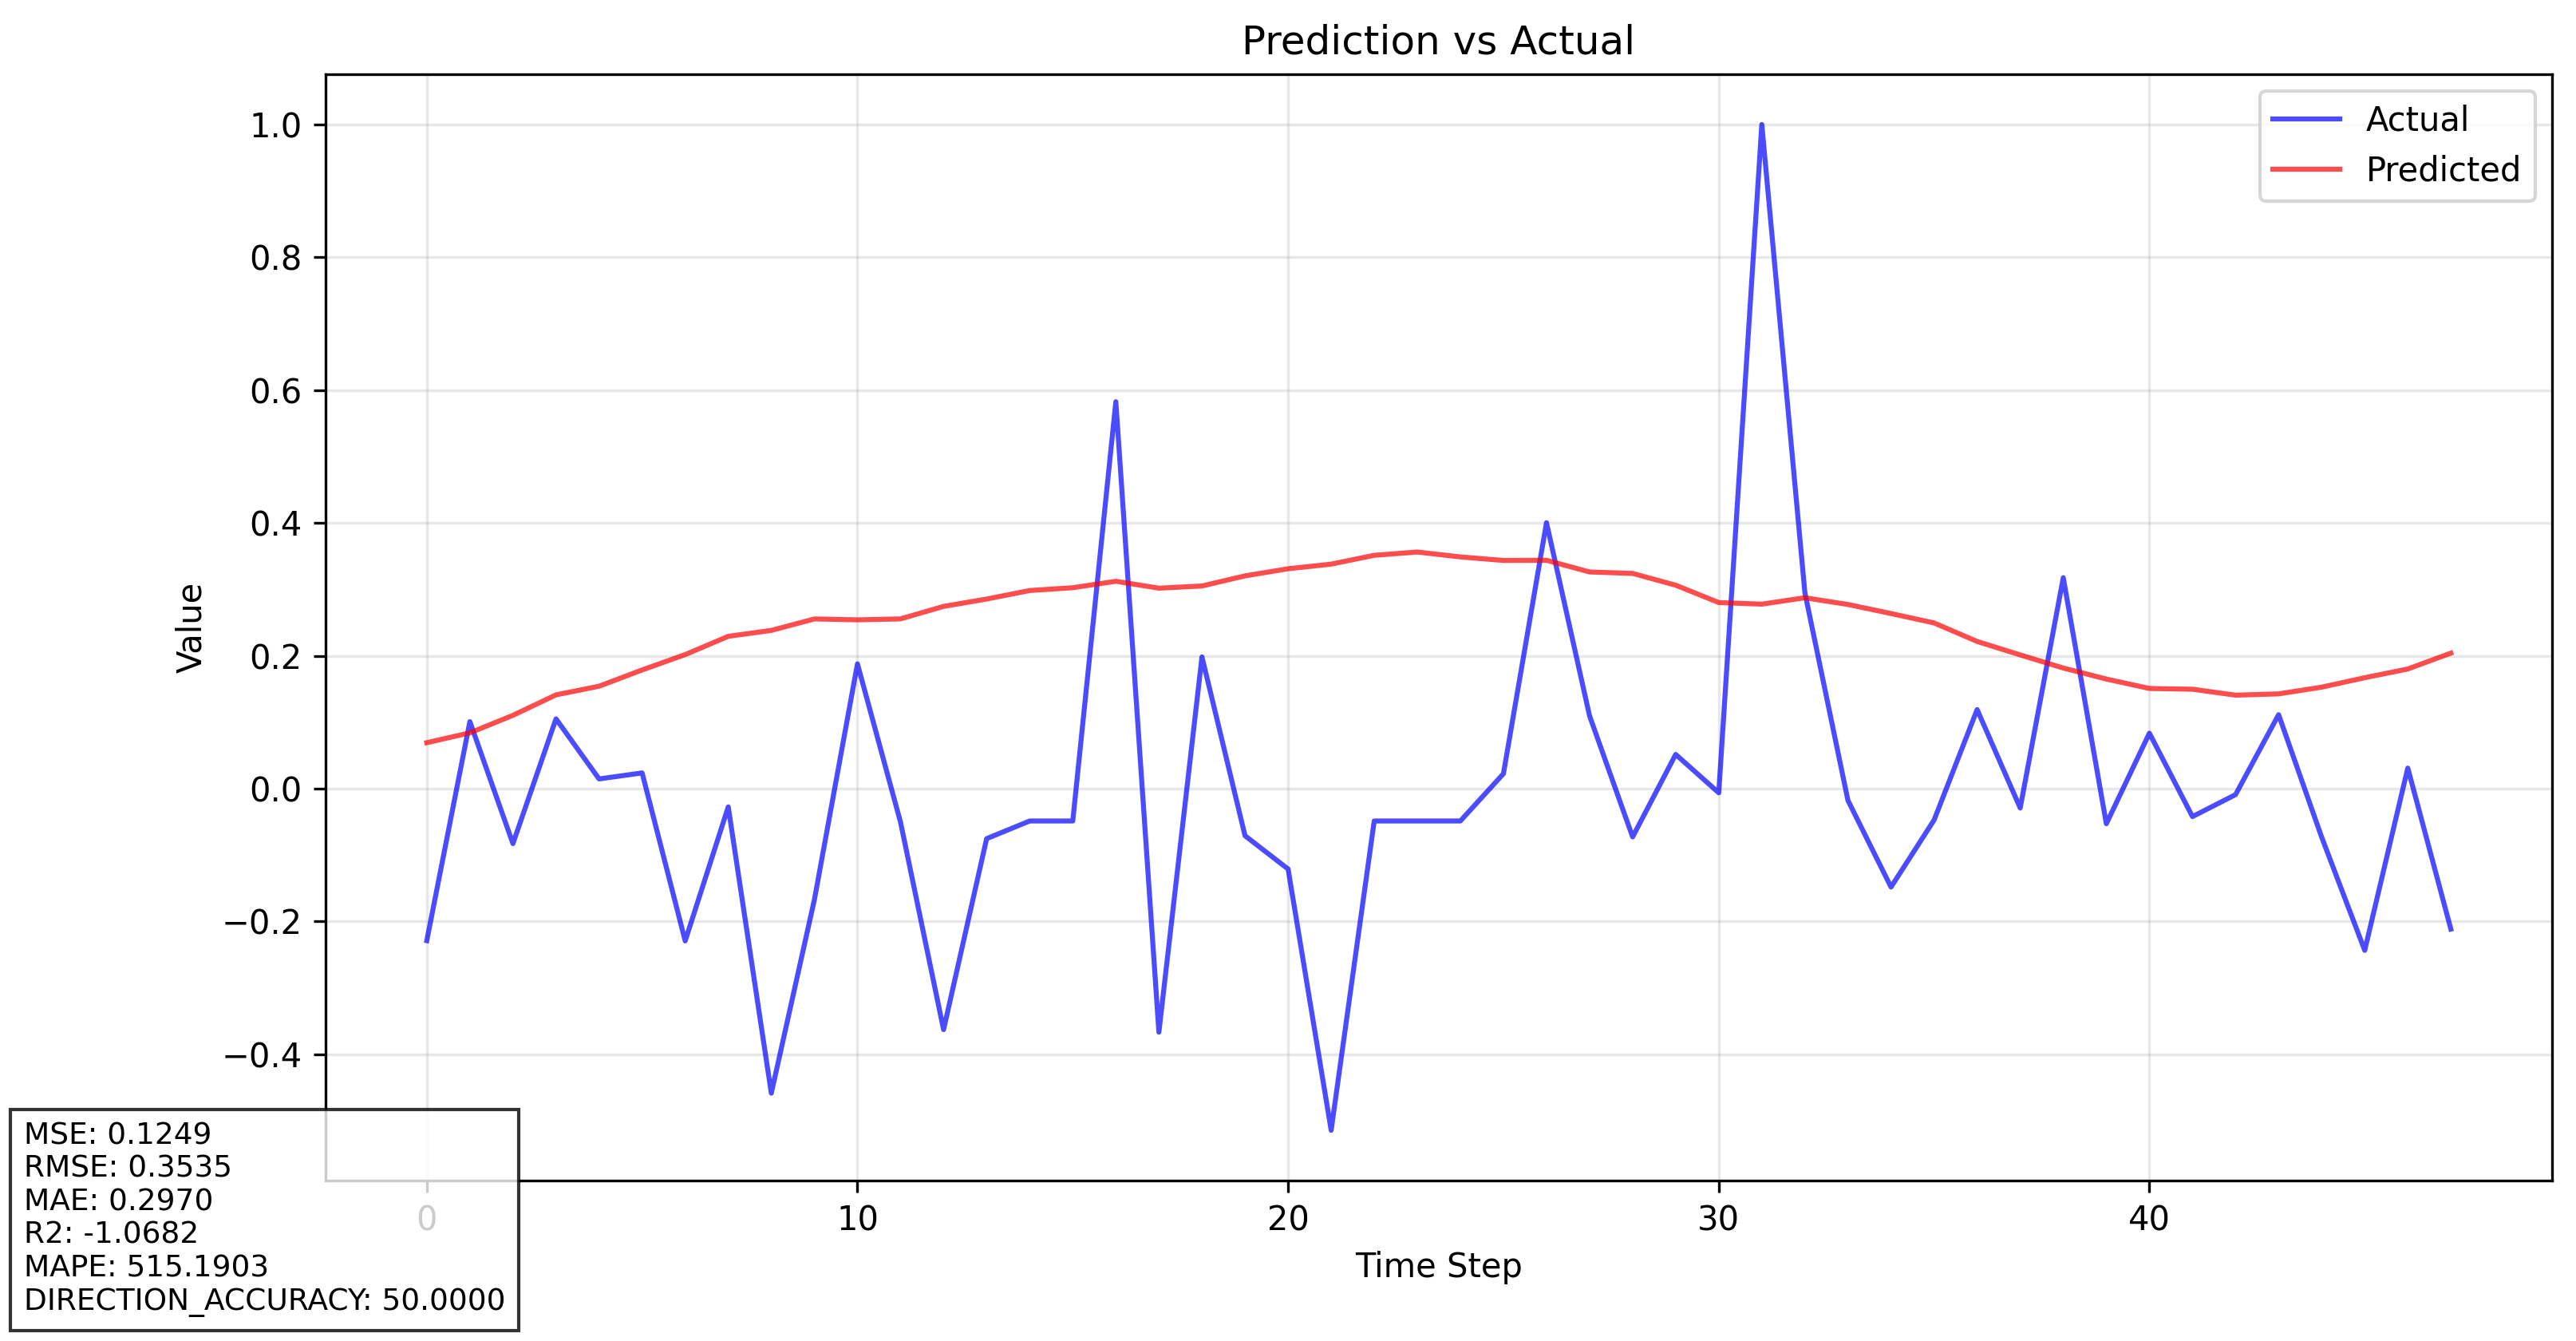 Prediction vs Actual
1.0
0.8
0.6
0.4
0.2
0.0
−0.2
−0.4
Value
Actual
Predicted
0
10
20
30
40
Time Step
MSE: 0.1249
RMSE: 0.3535
MAE: 0.2970
R2: -1.0682
MAPE: 515.1903
DIRECTION_ACCURACY: 50.0000